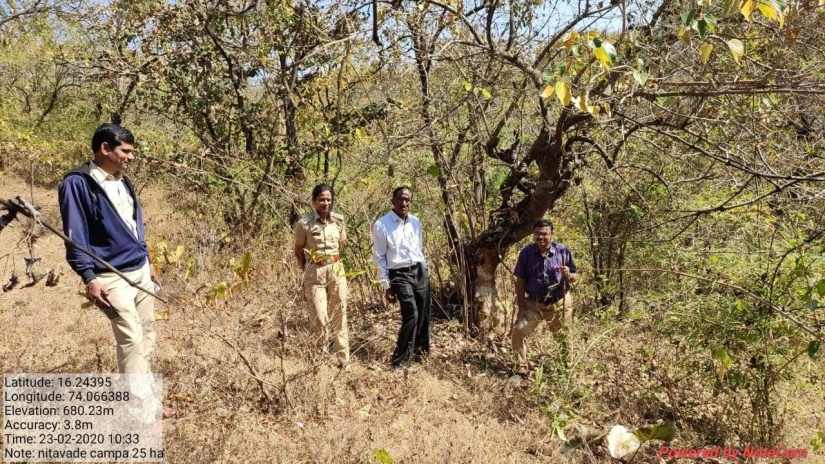 Latitude: 16.24395
Longitude: 74.066388
Elevation: 680.23m
Accuracy: 3.8m
Time: 23-02-2020 10:33
Note: nitavade campa 25 ha
Powered by NoteCam